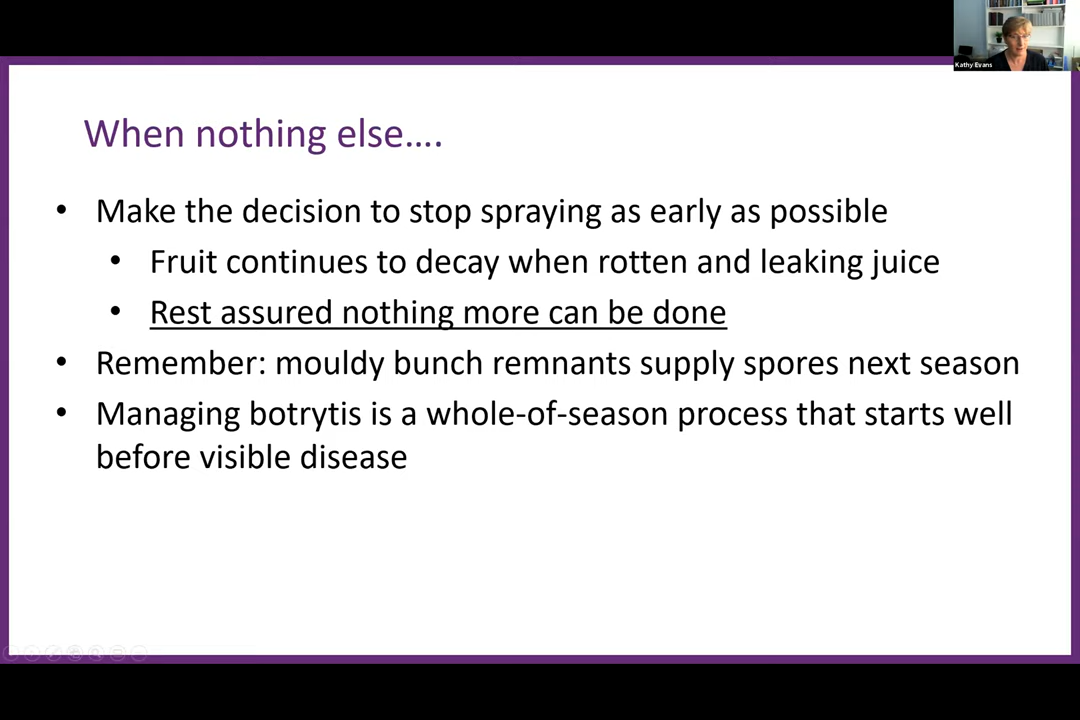 Kathy Evans
When nothing else....
• Make the decision to stop spraying as early as possible
• Fruit continues to decay when rotten and leaking juice
• Rest assured nothing more can be done
• Remember: mouldy bunch remnants supply spores next season
• Managing botrytis is a whole-of-season process that starts well
before visible disease